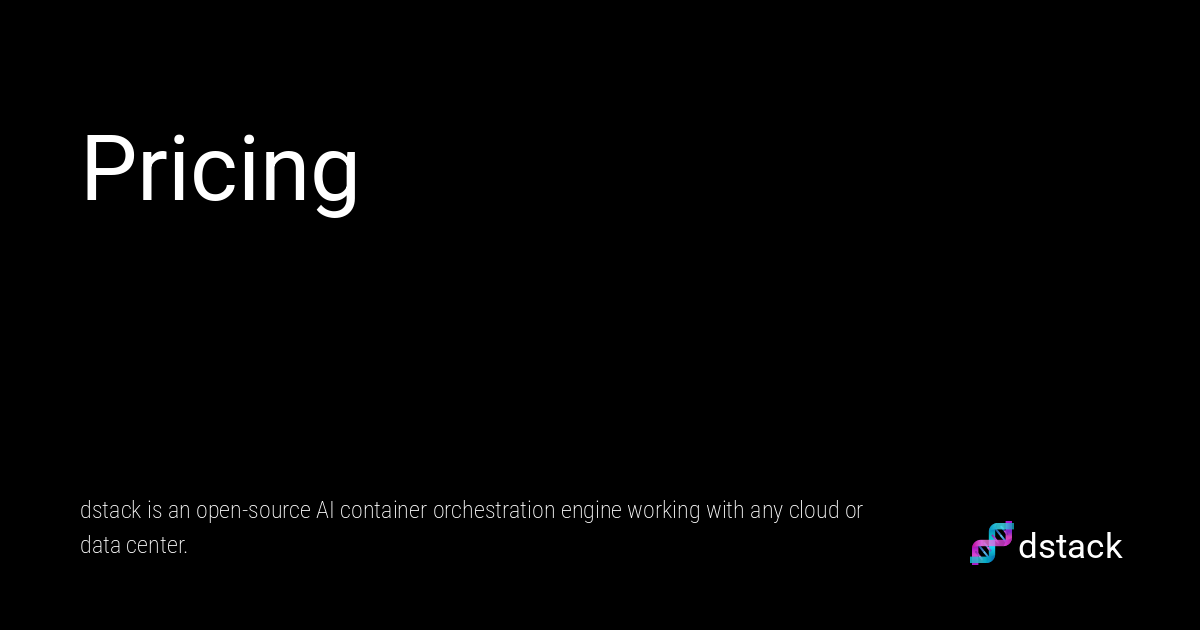 Pricing
dstack is an open-source AI container orchestration engine working with any cloud or
data center.
dstack